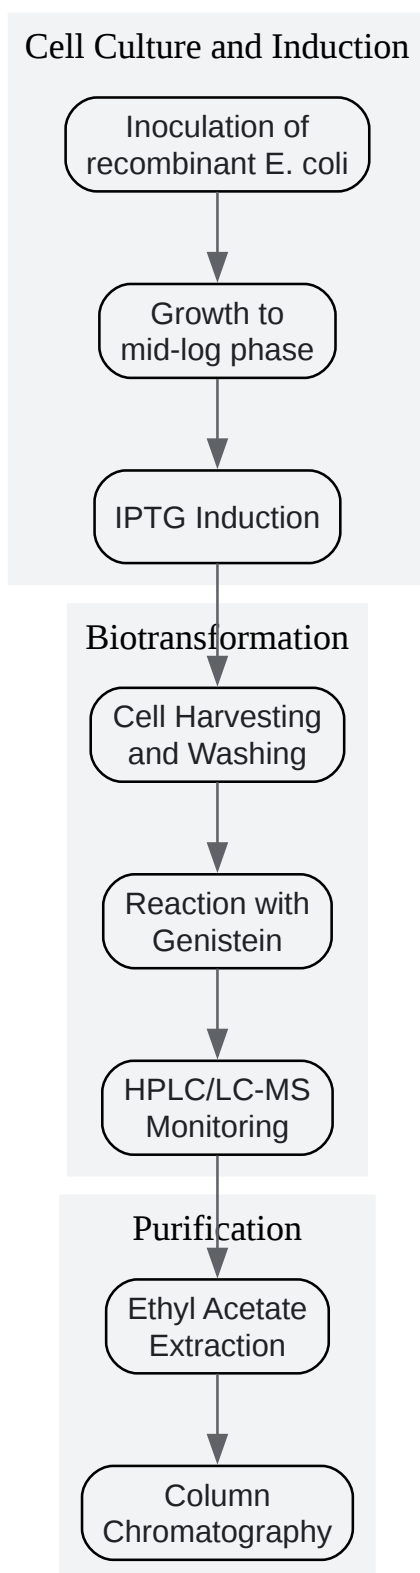 Cell Culture and Induction
Inoculation of
recombinant E. coli
Growth to
mid-log phase
IPTG Induction
Biotransformation
Cell Harvesting
and Washing
Reaction with
Genistein
HPLC/LC-MS
Monitoring
Purification
Ethyl Acetate
Extraction
Column
Chromatography